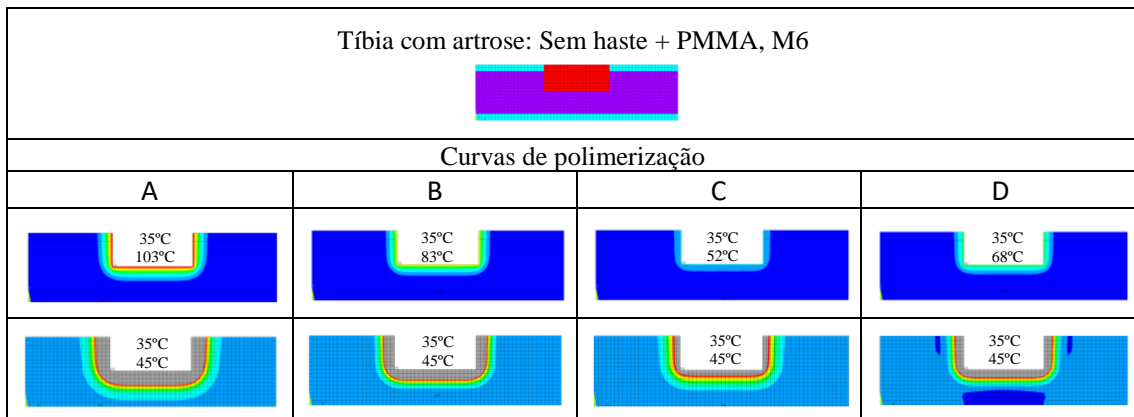 Tíbia com artrose: Sem haste + PMMA, M6
Curvas de polimerização
A B C D
35ºC 35ºC 35ºC 35ºC
103ºC 83ºC 52ºC 68ºC
35ºC 35ºC 35ºC 35ºC
45ºC 45ºC 45ºC 45ºC